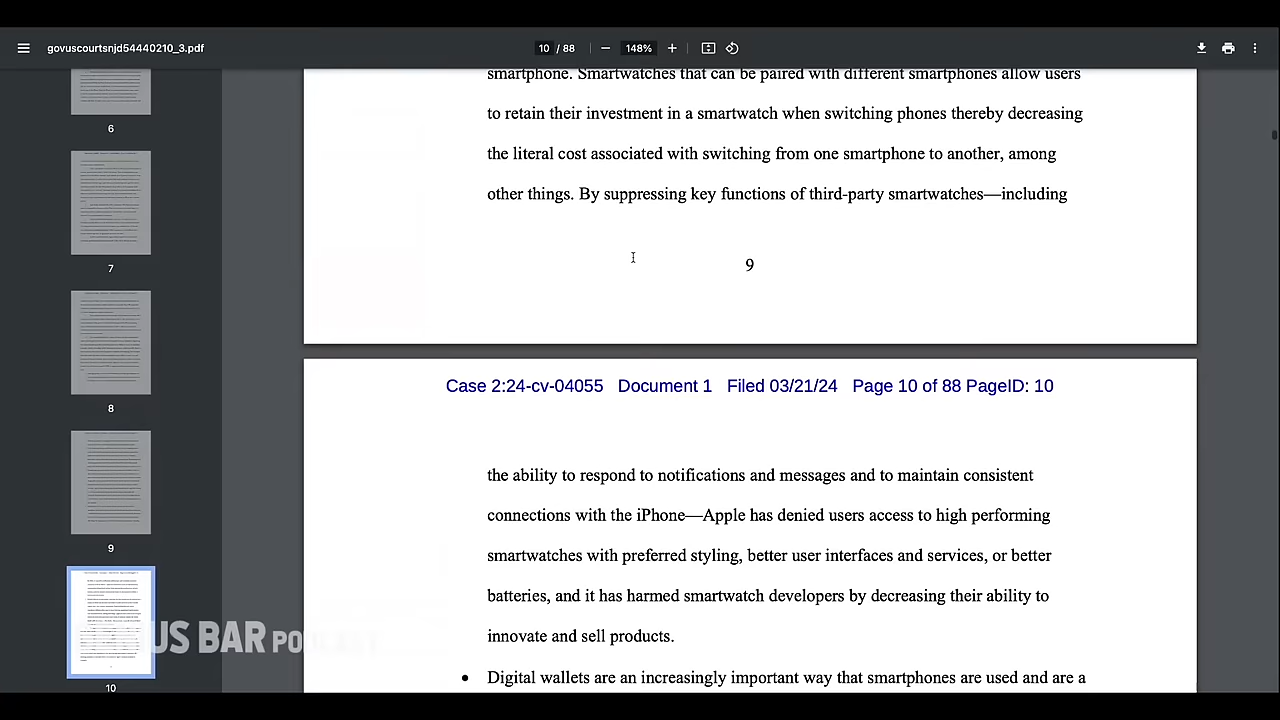 govuscourtsnjd54440210_3.pdf
10 / 88
148%
6
7
8
9
10
smartphone. Smartwatches that can be paired with different smartphones allow users
to retain their investment in a smartwatch when switching phones thereby decreasing
the literal cost associated with switching from one smartphone to another, among
other things. By suppressing key functions of third-party smartwatches—including
9
Case 2:24-cv-04055 Document 1 Filed 03/21/24 Page 10 of 88 PageID: 10
the ability to respond to notifications and messages and to maintain consistent
connections with the iPhone—Apple has denied users access to high performing
smartwatches with preferred styling, better user interfaces and services, or better
batteries, and it has harmed smartwatch developers by decreasing their ability to
innovate and sell products.
• Digital wallets are an increasingly important way that smartphones are used and are a
US BAR